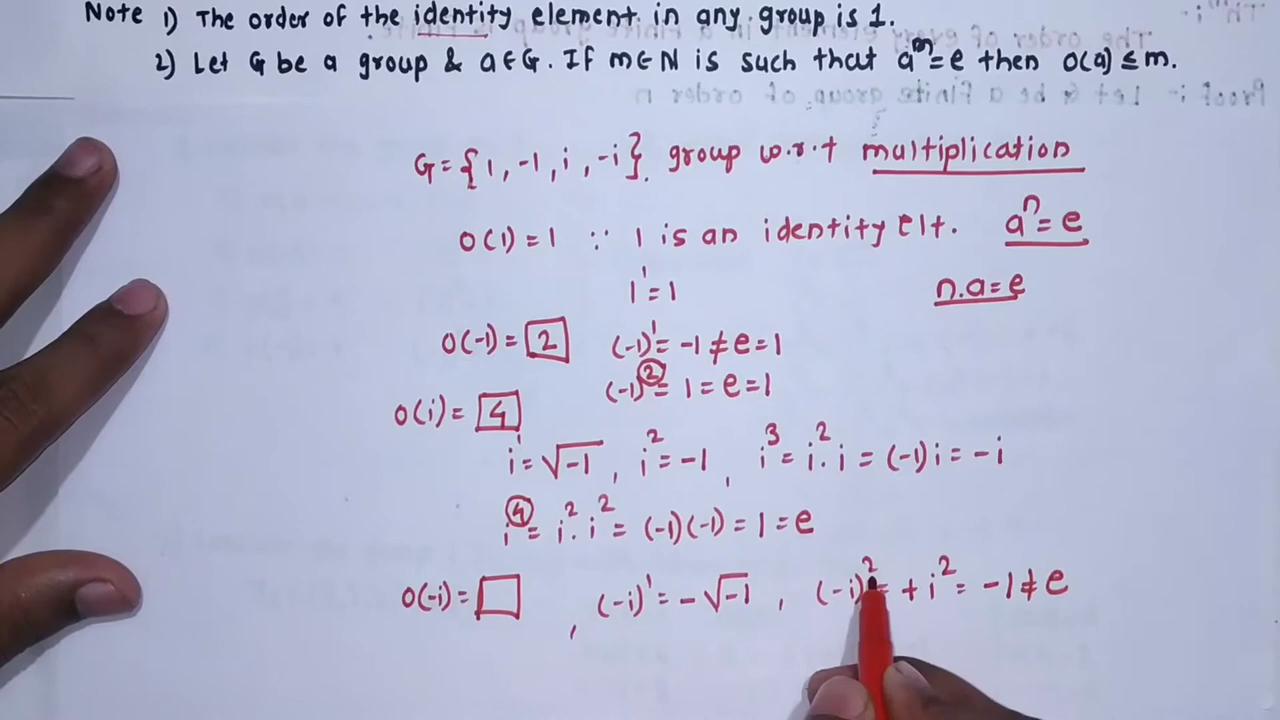 Note 1) The order of the identity element in any group is 1.
2) Let G be a group & a∈G. If m∈N is such that a^m=e then o(a) ≤ m.
G={1,-1,i,-i}. group w.r.t multiplication
O(1)=1 ∵ 1 is an identity elt. a^n=e
1^1=1 n.a=e
O(-1)=2 (-1)^1=-1≠e=1
(-1)^2=1=e=1
O(i)=4
i^1=√-1, i^2=-1, i^3=i^2.i=(-1)i=-i
i^4=i^2.i^2=(-1)(-1)=1=e
O(-i)=□ (-i)^1=-√-1, (-i)^2=+i^2=-1≠e
,